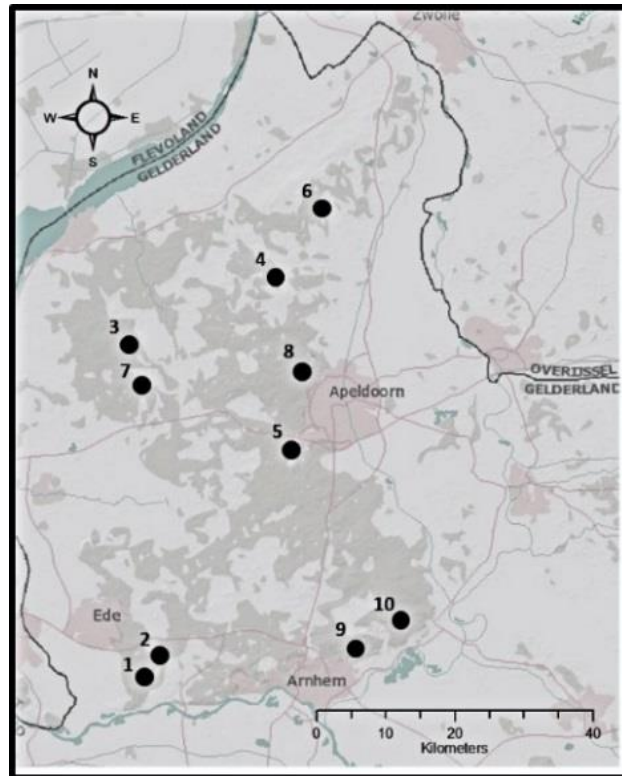 Zwolle
N
W E
S
FLEVOLAND
GELDERLAND
6
4
3
7
8
Apeldoorn
OVERIJSSEL
GELDERLAND
5
Ede
2
1
10
9
Arnhem
0 10 20 40
Kilometers